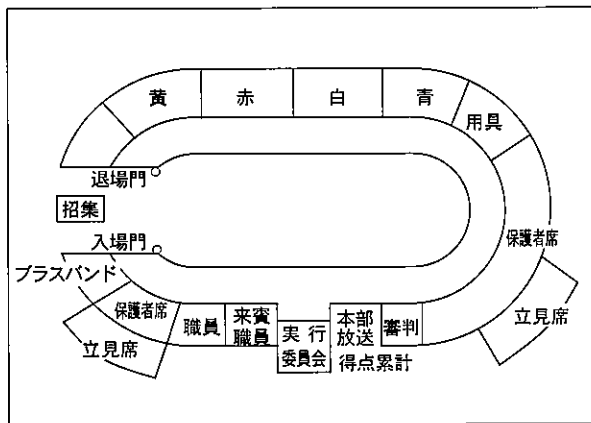 黄
赤
白
青
用具
退場門
招集
入場門
保護者席
ブラスバンド
保護者席
立見席
職員
来賓
職員
実行
委員会
本部
放送
審判
得点累計
立見席